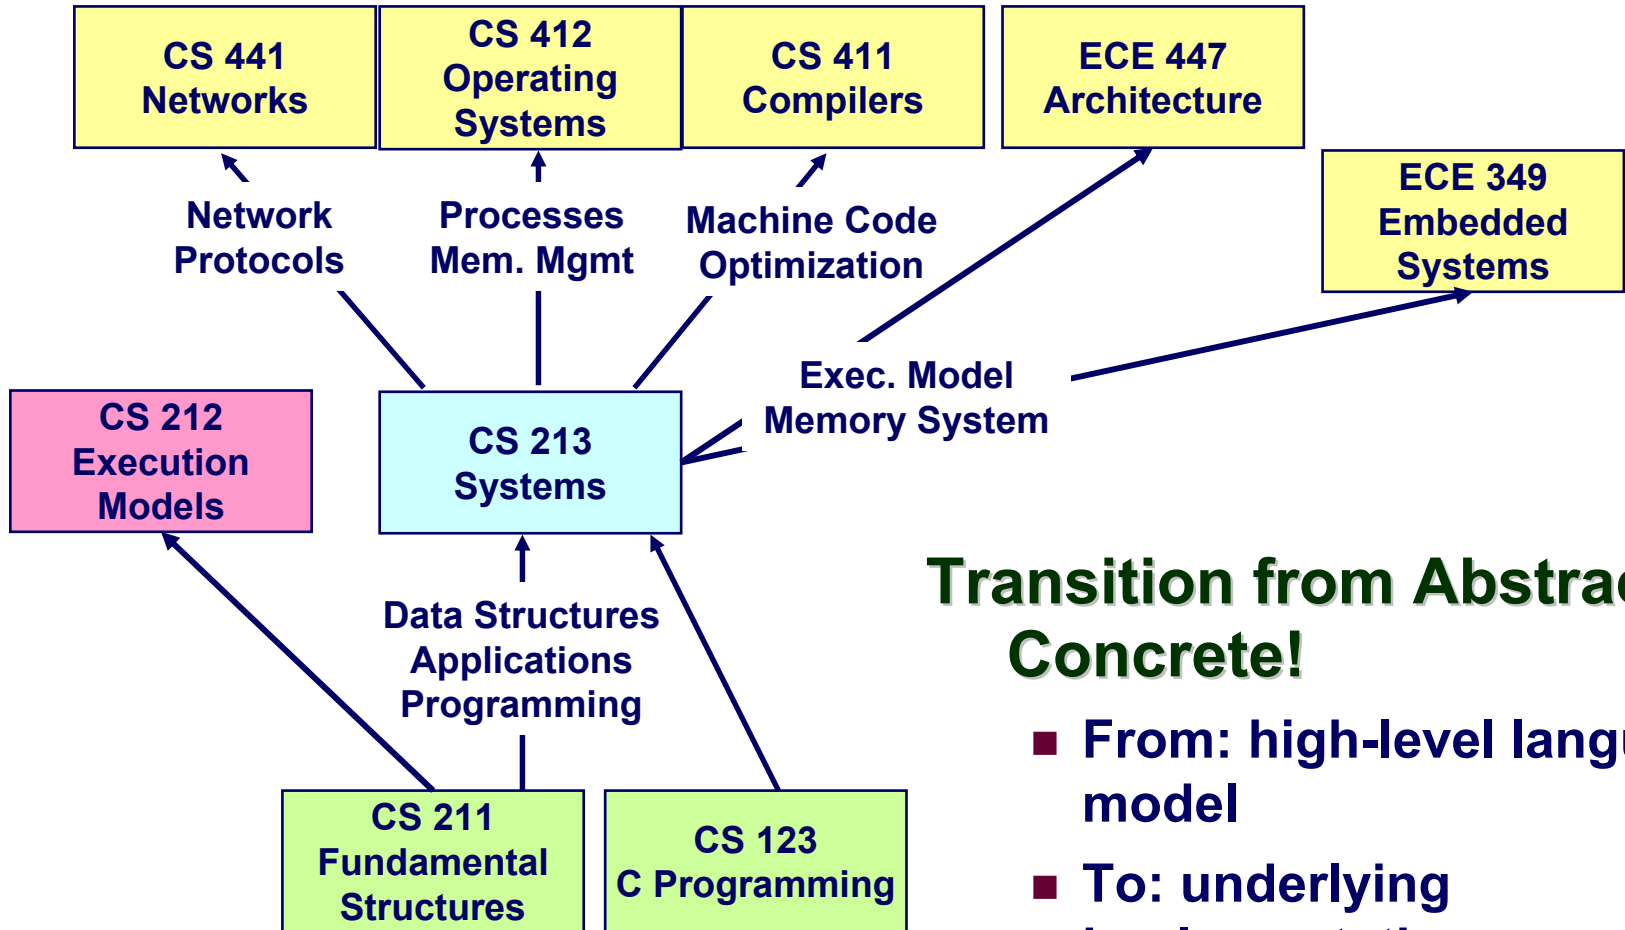 CS 441
Networks
CS 412
Operating
Systems
CS 411
Compilers
ECE 447
Architecture
ECE 349
Embedded
Systems
Network
Protocols
Processes
Mem. Mgmt
Machine Code
Optimization
Exec. Model
Memory System
CS 212
Execution
Models
CS 213
Systems
Data Structures
Applications
Programming
CS 211
Fundamental
Structures
CS 123
C Programming
Transition from
Concrete!
From: high-level
model
To: underlying